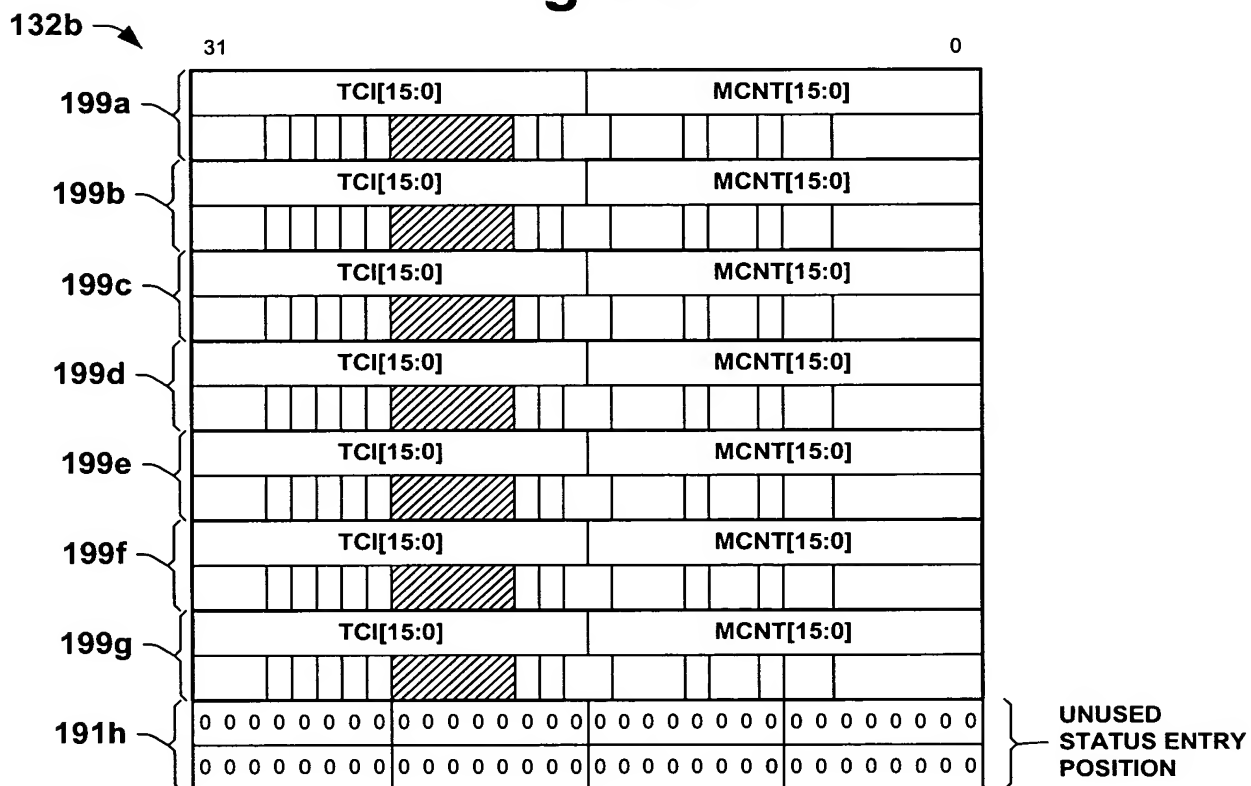 g
132b
31 0
199a TCI[15:0] MCNT[15:0]
199b TCI[15:0] MCNT[15:0]
199c TCI[15:0] MCNT[15:0]
199d TCI[15:0] MCNT[15:0]
199e TCI[15:0] MCNT[15:0]
199f TCI[15:0] MCNT[15:0]
199g TCI[15:0] MCNT[15:0]
191h 0 0 0 0 0 0 0 0 0 0 0 0 0 0 0 0 0 0 0 0 0 0 0 0 0 0 0 0 0 0 0 0
0 0 0 0 0 0 0 0 0 0 0 0 0 0 0 0 0 0 0 0 0 0 0 0 0 0 0 0 0 0 0 0
UNUSED
STATUS ENTRY
POSITION